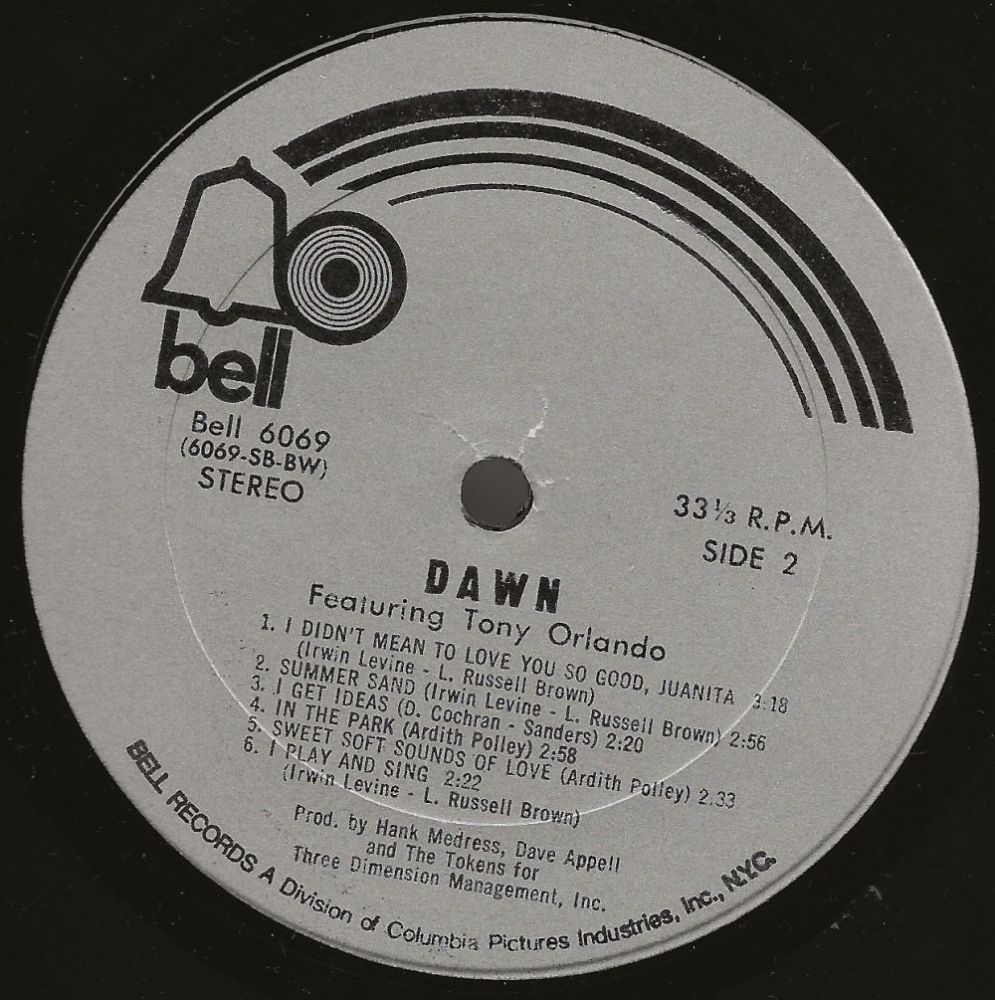 bell
Bell 6069
(6069-SB-BW)
STEREO
33⅓ R.P.M.
SIDE 2
DAWN
Featuring Tony Orlando
1. I DIDN'T MEAN TO LOVE YOU SO GOOD, JUANITA 3:18
(Irwin Levine - L. Russell Brown)
2. SUMMER SAND (Irwin Levine - L. Russell Brown) 2:56
3. I GET IDEAS (D. Cochran - Sanders) 2:20
4. IN THE PARK (Ardith Polley) 2:58
5. SWEET SOFT SOUNDS OF LOVE (Ardith Polley) 2.33
6. I PLAY AND SING 2:22
(Irwin Levine - L. Russell Brown)
Prod. by Hank Medress, Dave Appell
and The Tokens for
Three Dimension Management, Inc.
BELL RECORDS A Division of Columbia Pictures Industries, Inc., N.Y.C.